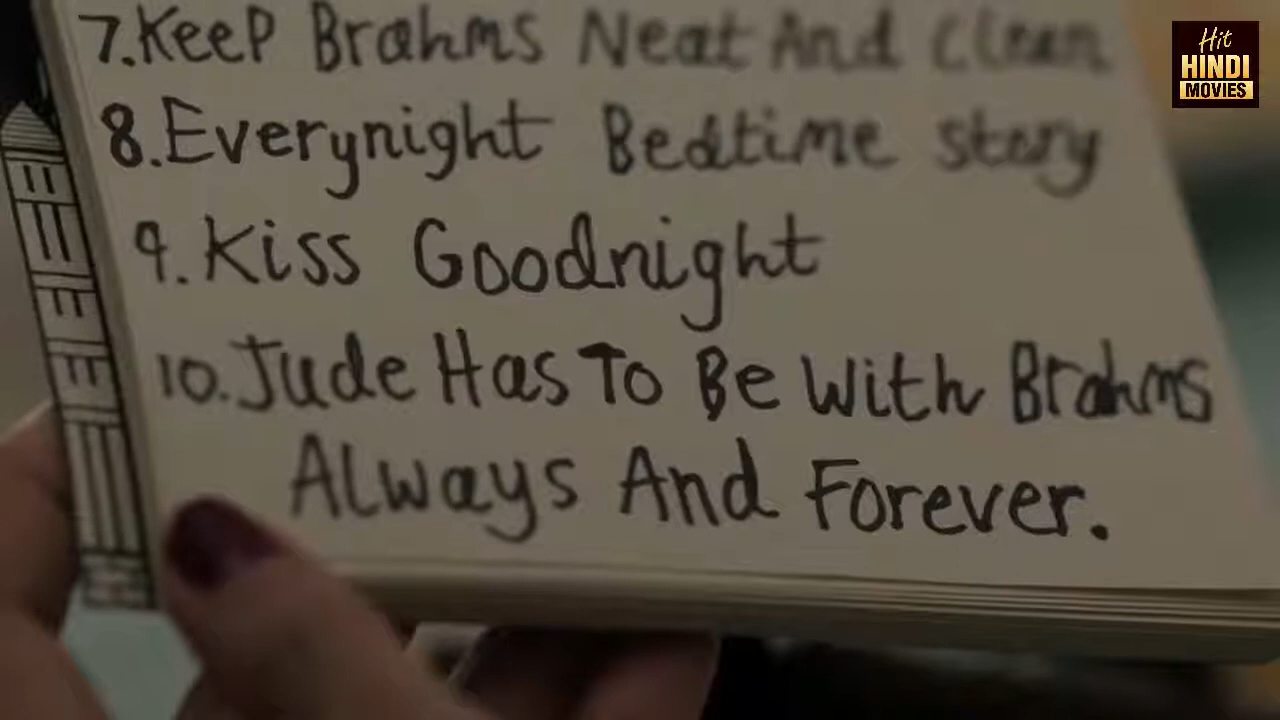 7.Keep Brahms Neat And Clean
8.Everynight Bedtime story
9.Kiss Goodnight
10.Jude Has To Be With Brahms
Always And Forever.
Hit
HINDI
MOVIES